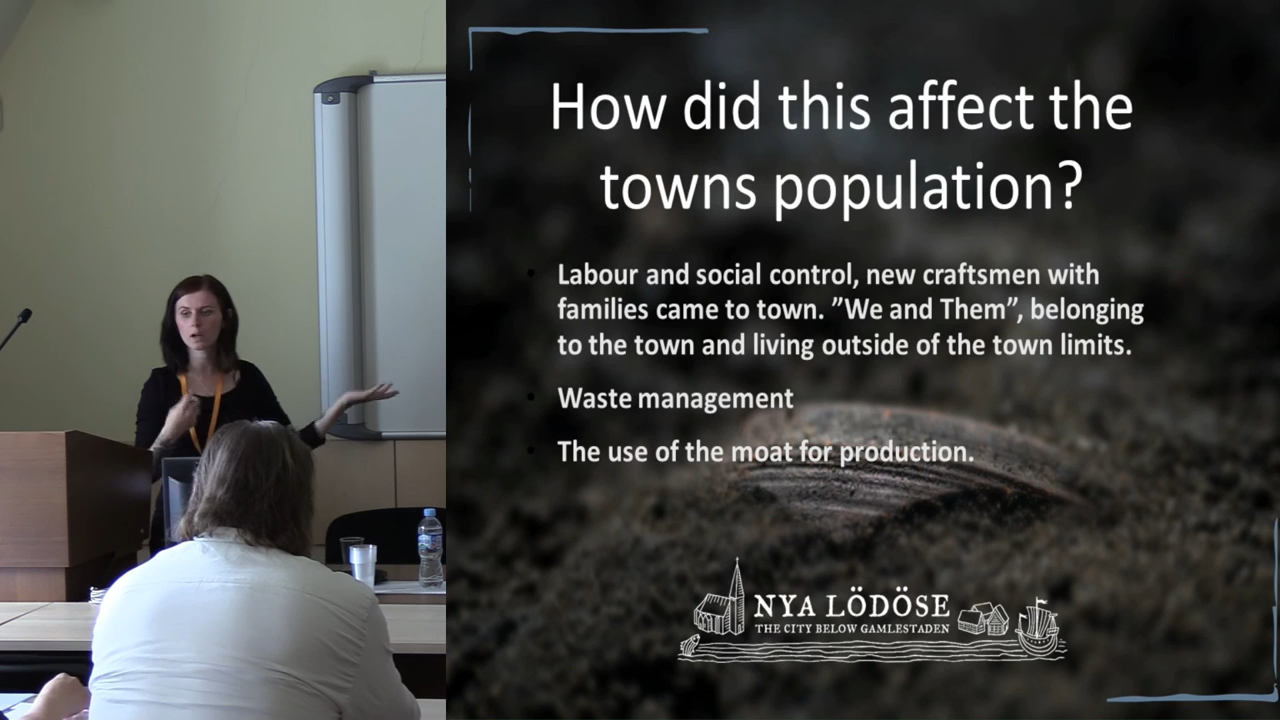 How did this affect the
towns population?
Labour and social control, new craftsmen with
families came to town. ”We and Them”, belonging
to the town and living outside of the town limits.
Waste management
The use of the moat for production.
NYA LÖDÖSE
THE CITY BELOW GAMLESTADEN